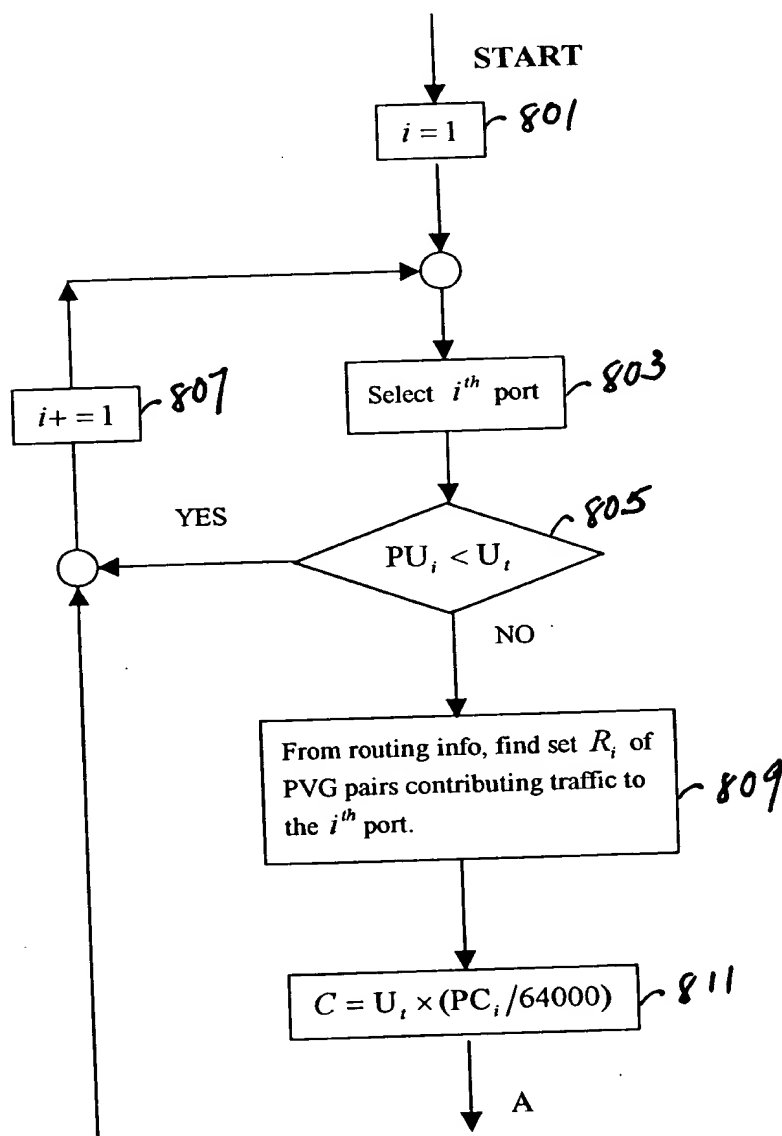 START
i = 1
801
Select i^th port
803
i+ = 1
807
YES
PU_i < U_t
805
NO
From routing info, find set R_i of
PVG pairs contributing traffic to
the i^th port.
809
C = U_t × (PC_i/64000)
811
A